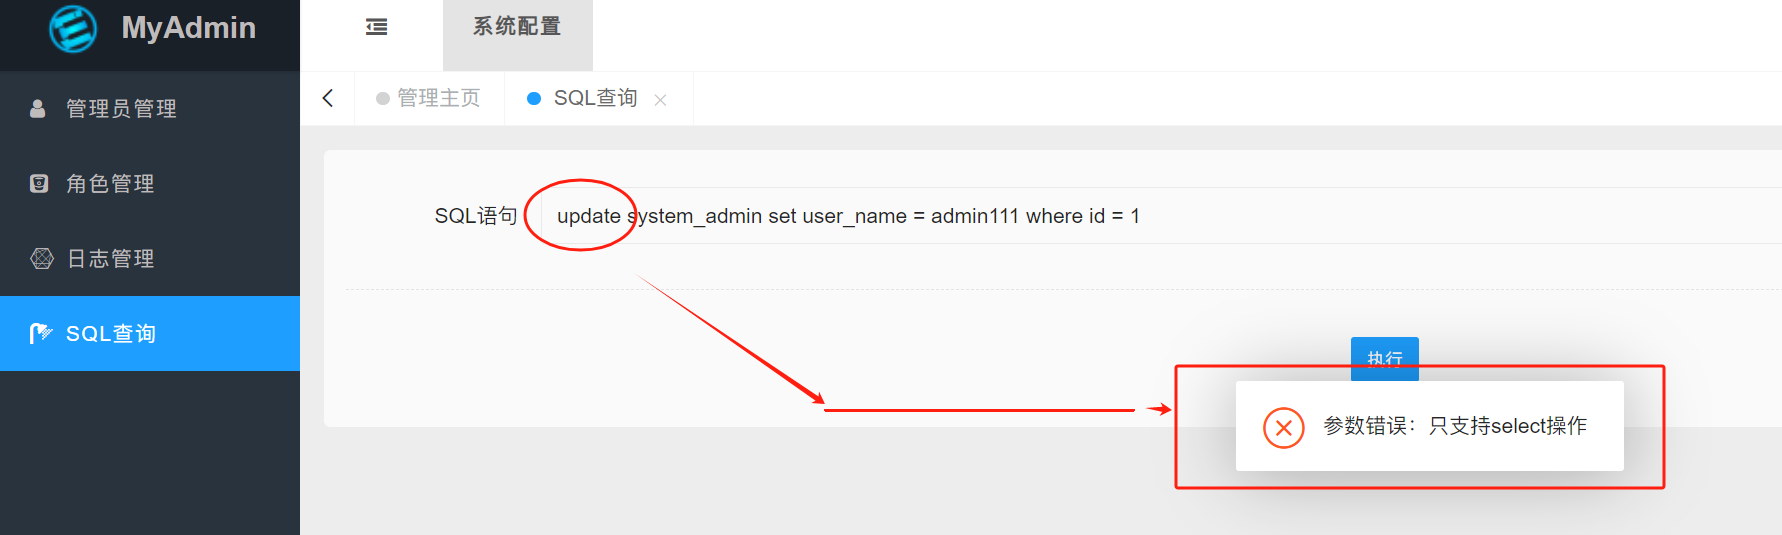 MyAdmin
系统配置
管理主页
SQL查询
管理员管理
角色管理
日志管理
SQL查询
SQL语句
update system_admin set user_name = admin111 where id = 1
执行
参数错误：只支持select操作